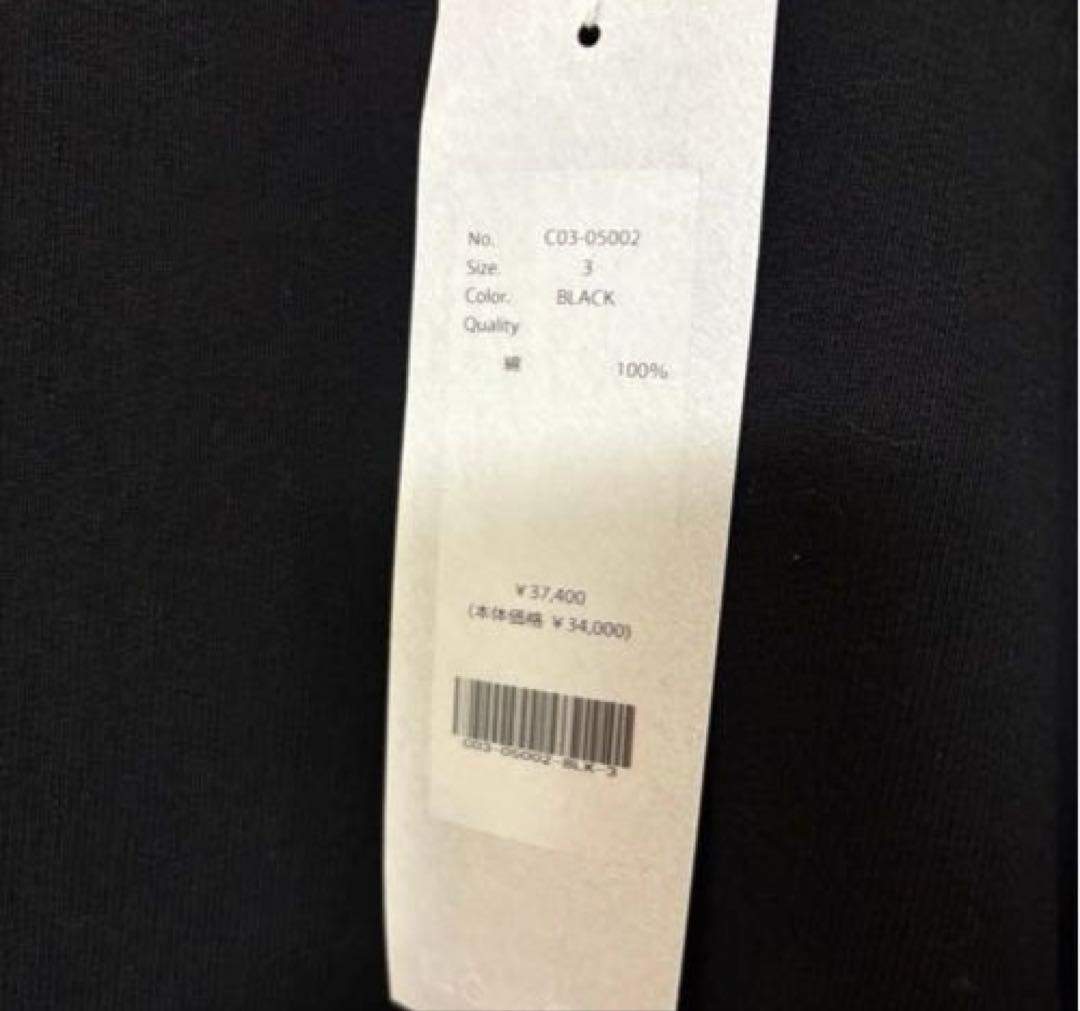 No. C03-05002
Size. 3
Color. BLACK
Quality
綿 100%
¥37,400
(本体価格 ¥34,000)
C03-05002-BLK-3